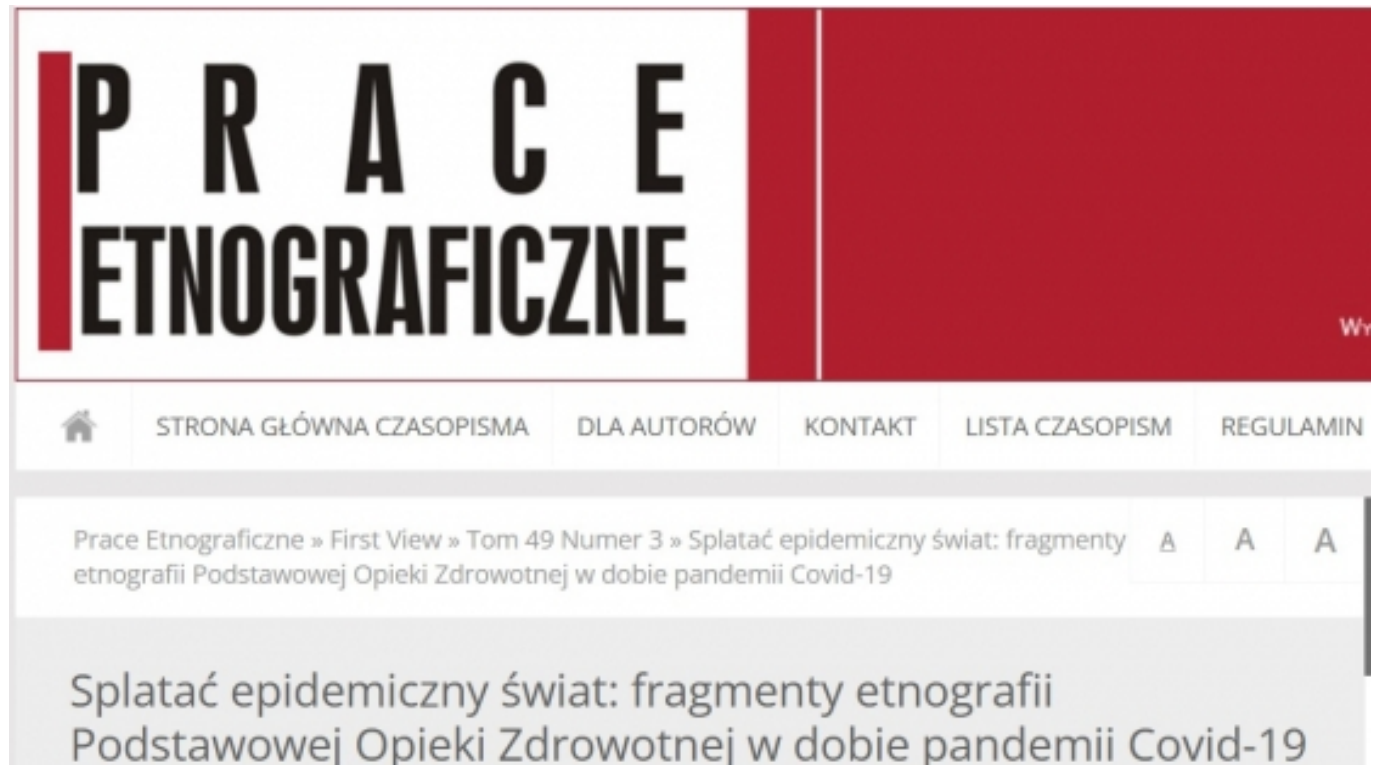 PRACE
ETNOGRAFICZNE
STRONA GŁÓWNA CZASOPISMA DLA AUTORÓW KONTAKT LISTA CZASOPISM REGULAMIN
Prace Etnograficzne » First View » Tom 49 Numer 3 » Splatać epidemiczny świat: fragmenty A A A
etnografii Podstawowej Opieki Zdrowotnej w dobie pandemii Covid-19
Splatać epidemiczny świat: fragmenty etnografii
Podstawowej Opieki Zdrowotnej w dobie pandemii Covid-19